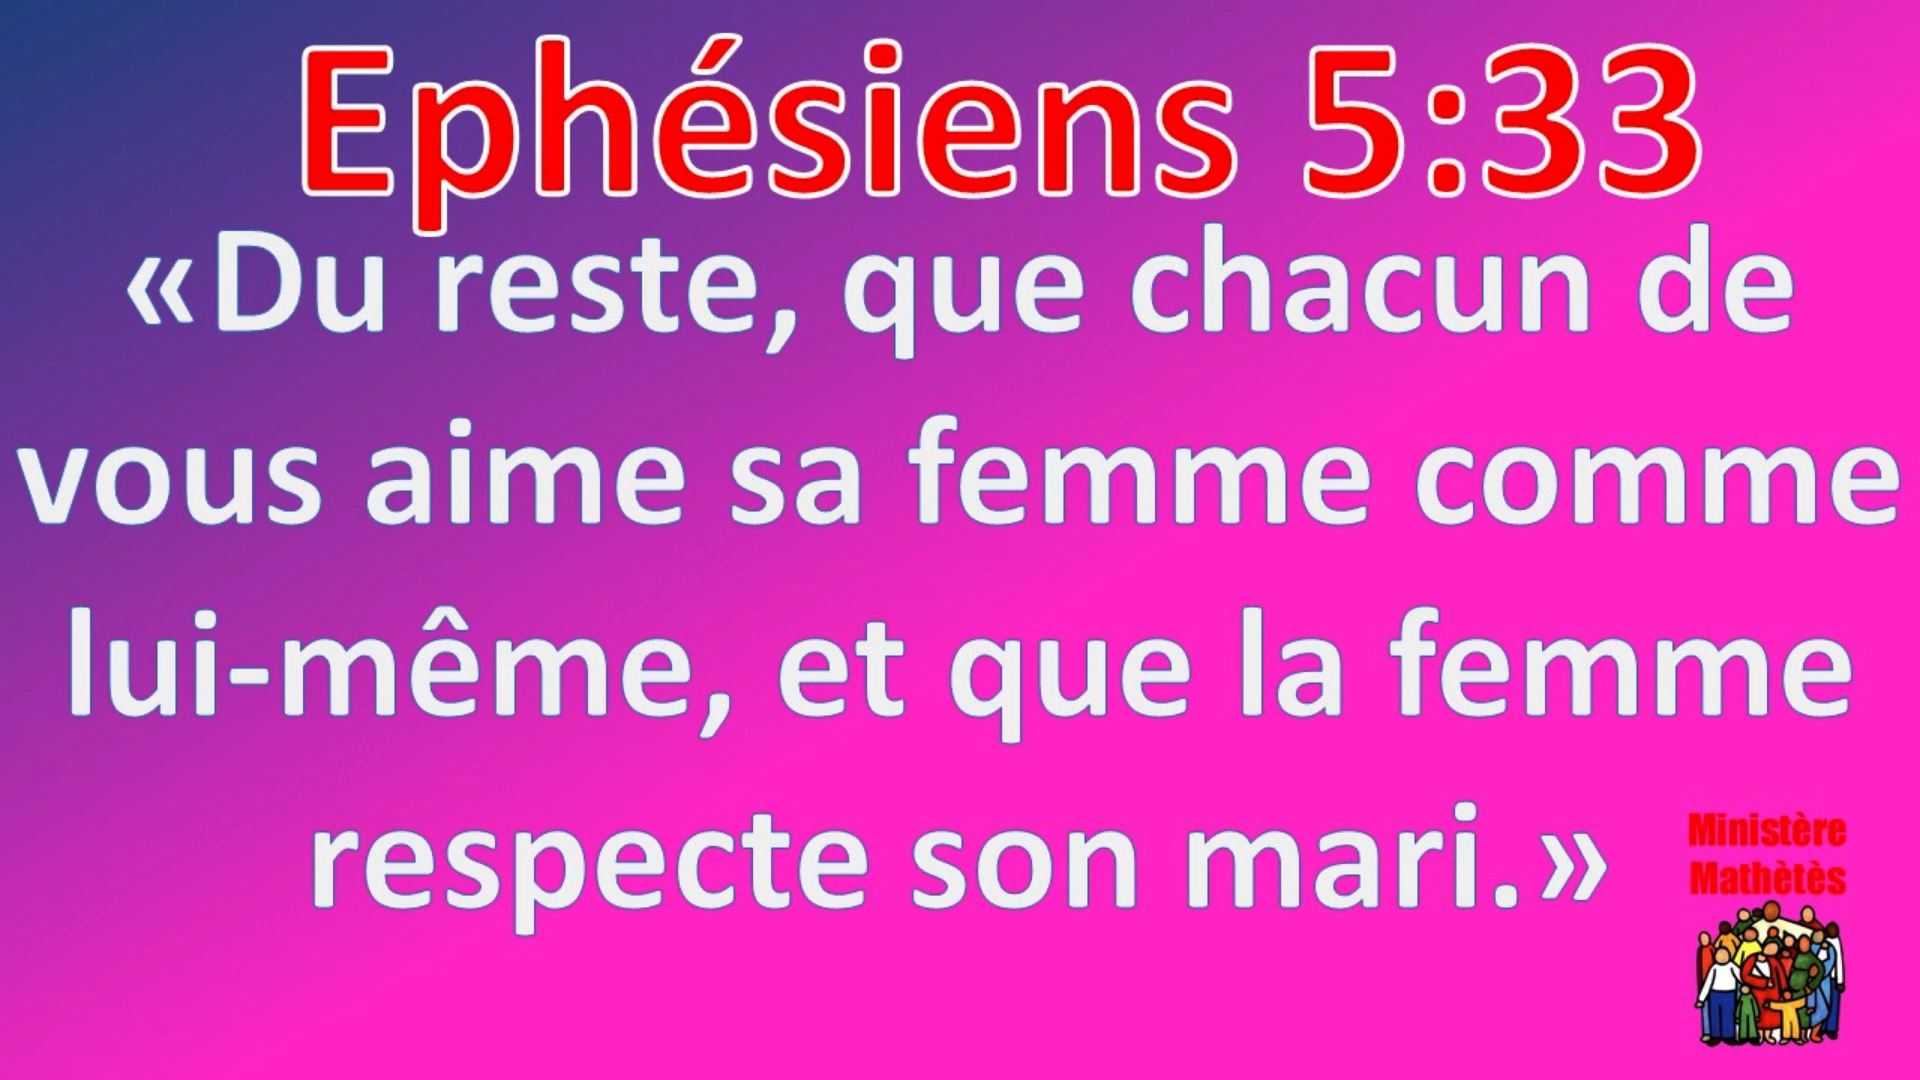 Ephésiens 5:33
«Du reste, que chacun de
vous aime sa femme comme
lui-même, et que la femme
respecte son mari.»
Ministère
Mathètès